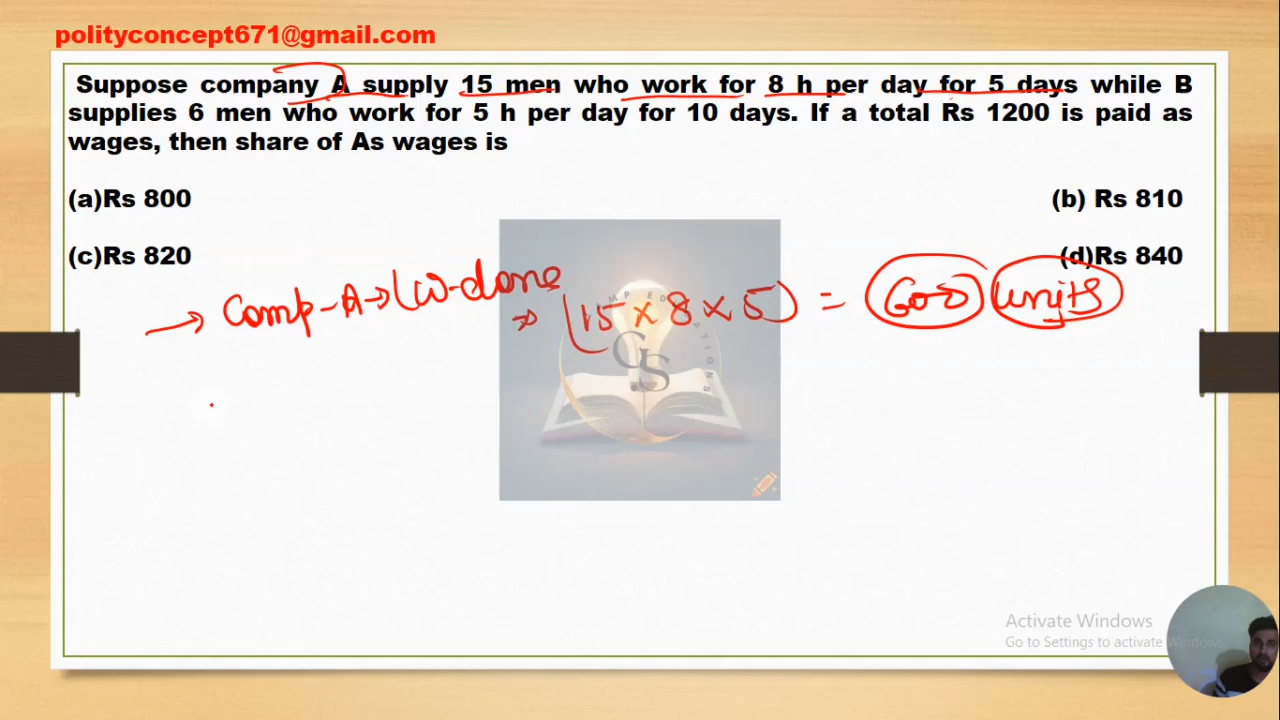 polityconcept671@gmail.com
Suppose company A supply 15 men who work for 8 h per day for 5 days while B
supplies 6 men who work for 5 h per day for 10 days. If a total Rs 1200 is paid as
wages, then share of As wages is
(a)Rs 800
(b) Rs 810
(c)Rs 820
(d)Rs 840
→ Comp-A→(W-done
⇒ (15×8×5) = 600 units
CS
Activate Windows
Go to Settings to activate Windows.